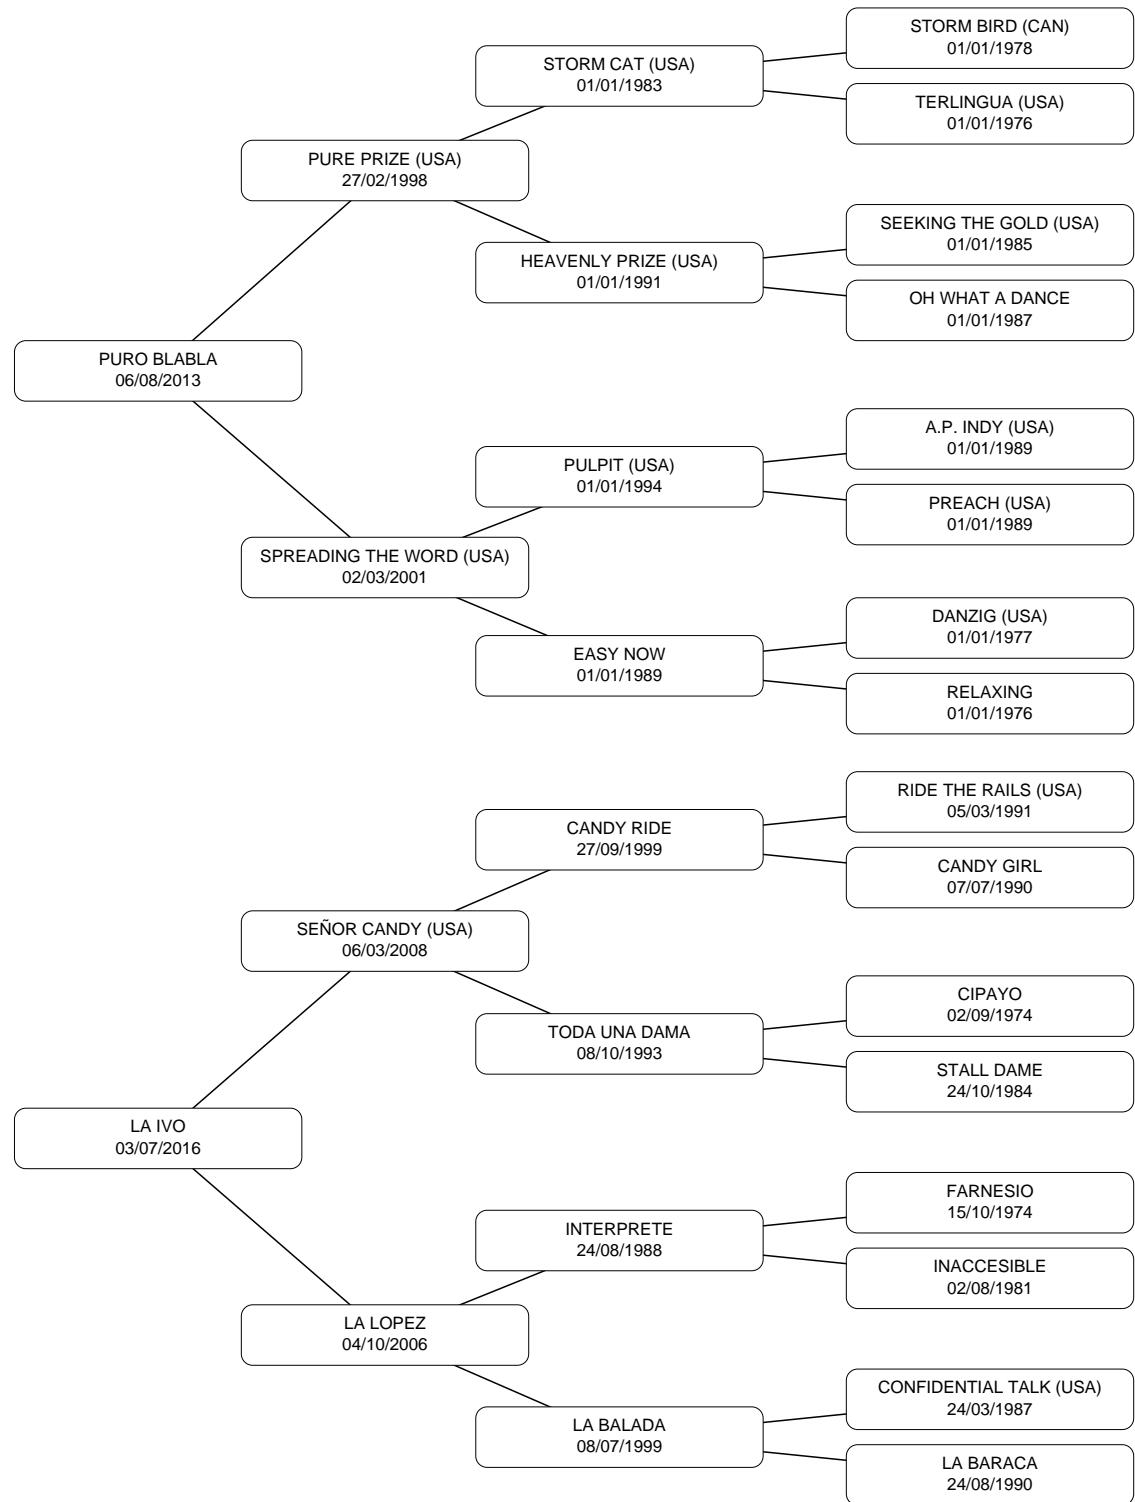 STORM BIRD (CAN)
01/01/1978
STORM CAT (USA)
01/01/1983
TERLINGUA (USA)
01/01/1976
PURE PRIZE (USA)
27/02/1998
SEEKING THE GOLD (USA)
01/01/1985
HEAVENLY PRIZE (USA)
01/01/1991
OH WHAT A DANCE
01/01/1987
PURO BLABLA
06/08/2013
A.P. INDY (USA)
01/01/1989
PULPIT (USA)
01/01/1994
PREACH (USA)
01/01/1989
SPREADING THE WORD (USA)
02/03/2001
DANZIG (USA)
01/01/1977
EASY NOW
01/01/1989
RELAXING
01/01/1976
RIDE THE RAILS (USA)
05/03/1991
CANDY RIDE
27/09/1999
CANDY GIRL
07/07/1990
SEÑOR CANDY (USA)
06/03/2008
CIPAYO
02/09/1974
TODA UNA DAMA
08/10/1993
STALL DAME
24/10/1984
LA IVO
03/07/2016
FARNESIO
15/10/1974
INTERPRETE
24/08/1988
INACCESIBLE
02/08/1981
LA LOPEZ
04/10/2006
CONFIDENTIAL TALK (USA)
24/03/1987
LA BALADA
08/07/1999
LA BARACA
24/08/1990